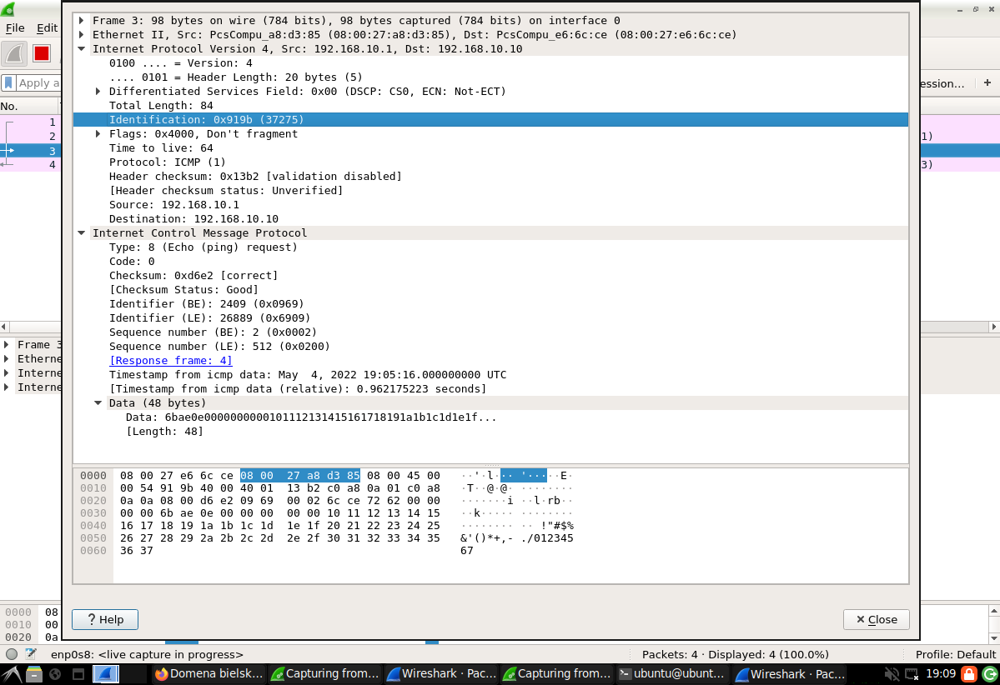 File Edit
Apply a
ession... +
No.
1
2
3
4
1)
3)
Frame 3: 98 bytes on wire (784 bits), 98 bytes captured (784 bits) on interface 0
Ethernet II, Src: PcsCompu_a8:d3:85 (08:00:27:a8:d3:85), Dst: PcsCompu_e6:6c:ce (08:00:27:e6:6c:ce)
Internet Protocol Version 4, Src: 192.168.10.1, Dst: 192.168.10.10
0100 .... = Version: 4
.... 0101 = Header Length: 20 bytes (5)
Differentiated Services Field: 0x00 (DSCP: CS0, ECN: Not-ECT)
Total Length: 84
Identification: 0x919b (37275)
Flags: 0x4000, Don't fragment
Time to live: 64
Protocol: ICMP (1)
Header checksum: 0x13b2 [validation disabled]
[Header checksum status: Unverified]
Source: 192.168.10.1
Destination: 192.168.10.10
Internet Control Message Protocol
Type: 8 (Echo (ping) request)
Code: 0
Checksum: 0xd6e2 [correct]
[Checksum Status: Good]
Identifier (BE): 2409 (0x0969)
Identifier (LE): 26889 (0x6909)
Sequence number (BE): 2 (0x0002)
Sequence number (LE): 512 (0x0200)
[Response frame: 4]
Timestamp from icmp data: May  4, 2022 19:05:16.000000000 UTC
[Timestamp from icmp data (relative): 0.962175223 seconds]
Data (48 bytes)
Data: 6bae0e0000000000101112131415161718191a1b1c1d1e1f...
[Length: 48]
Frame 3
Etherne
Interne
Interne
0000 08 00 27 e6 6c ce 08 00 27 a8 d3 85 08 00 45 00 ··'·l··· '·····E·
0010 00 54 91 9b 40 00 40 01 13 b2 c0 a8 0a 01 c0 a8 ·T··@·@· ········
0020 0a 0a 08 00 d6 e2 09 69 00 02 6c ce 72 62 00 00 ·······i ··l·rb··
0030 00 00 6b ae 0e 00 00 00 00 00 10 11 12 13 14 15 ··k····· ········
0040 16 17 18 19 1a 1b 1c 1d 1e 1f 20 21 22 23 24 25 ········ ·· !"#$%
0050 26 27 28 29 2a 2b 2c 2d 2e 2f 30 31 32 33 34 35 &'()*+,- ./012345
0060 36 37 67
0000 08
0010 00
0020 0a
? Help
Close
enp0s8: <live capture in progress>
Packets: 4 · Displayed: 4 (100.0%)
Profile: Default
Domena bielsk...
Capturing from...
Wireshark · Pac...
Capturing from...
ubuntu@ubunt...
Wireshark · Pac...
19:09